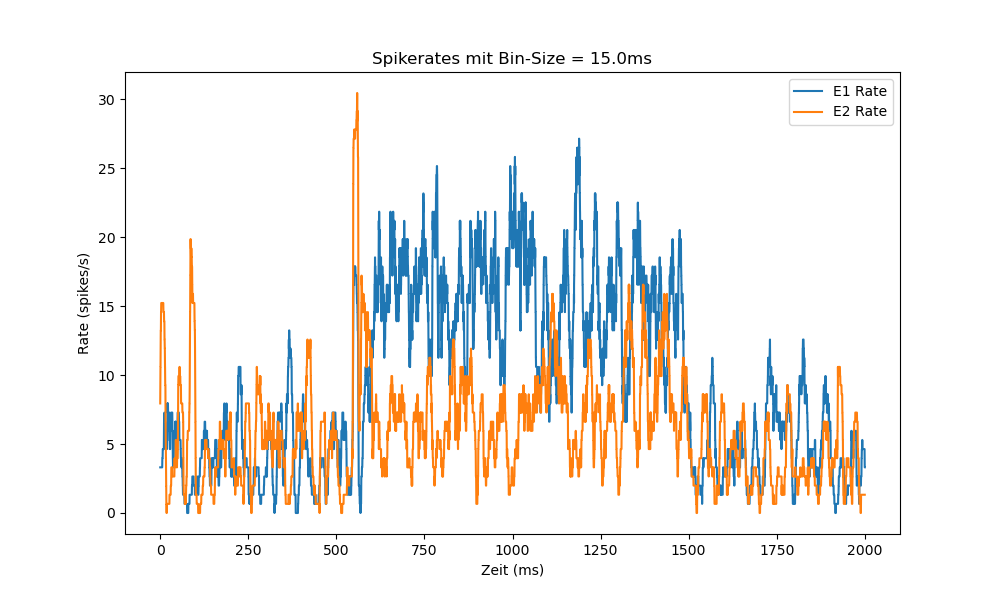 Spikerates mit Bin-Size = 15.0ms
E1 Rate
E2 Rate
30
25
20
15
10
5
0
Rate (spikes/s)
0 250 500 750 1000 1250 1500 1750 2000
Zeit (ms)